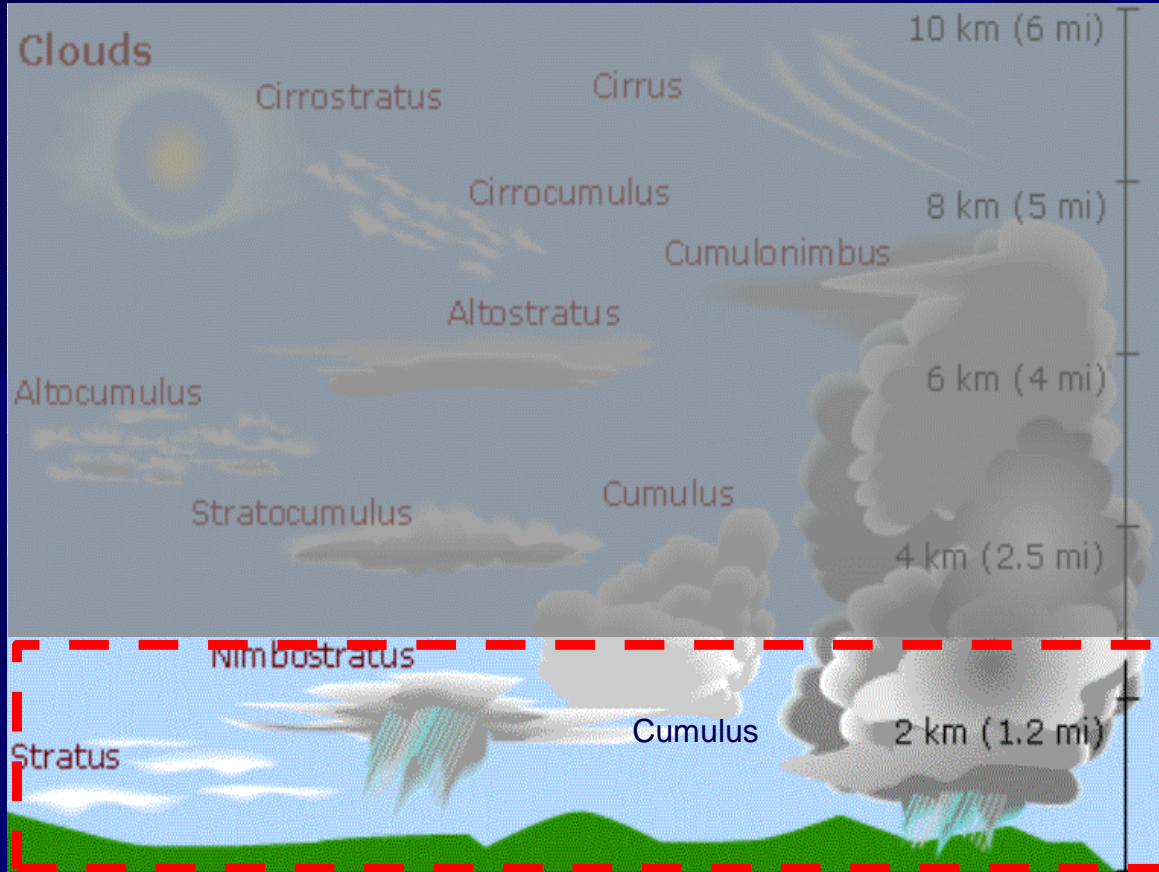 Clouds
10 km (6 mi)
Cirrostratus
Cirrus
Cirrocumulus
8 km (5 mi)
Cumulonimbus
Altostratus
6 km (4 mi)
Altocumulus
Stratocumulus
Cumulus
4 km (2.5 mi)
Nimbostratus
Cumulus
2 km (1.2 mi)
Stratus